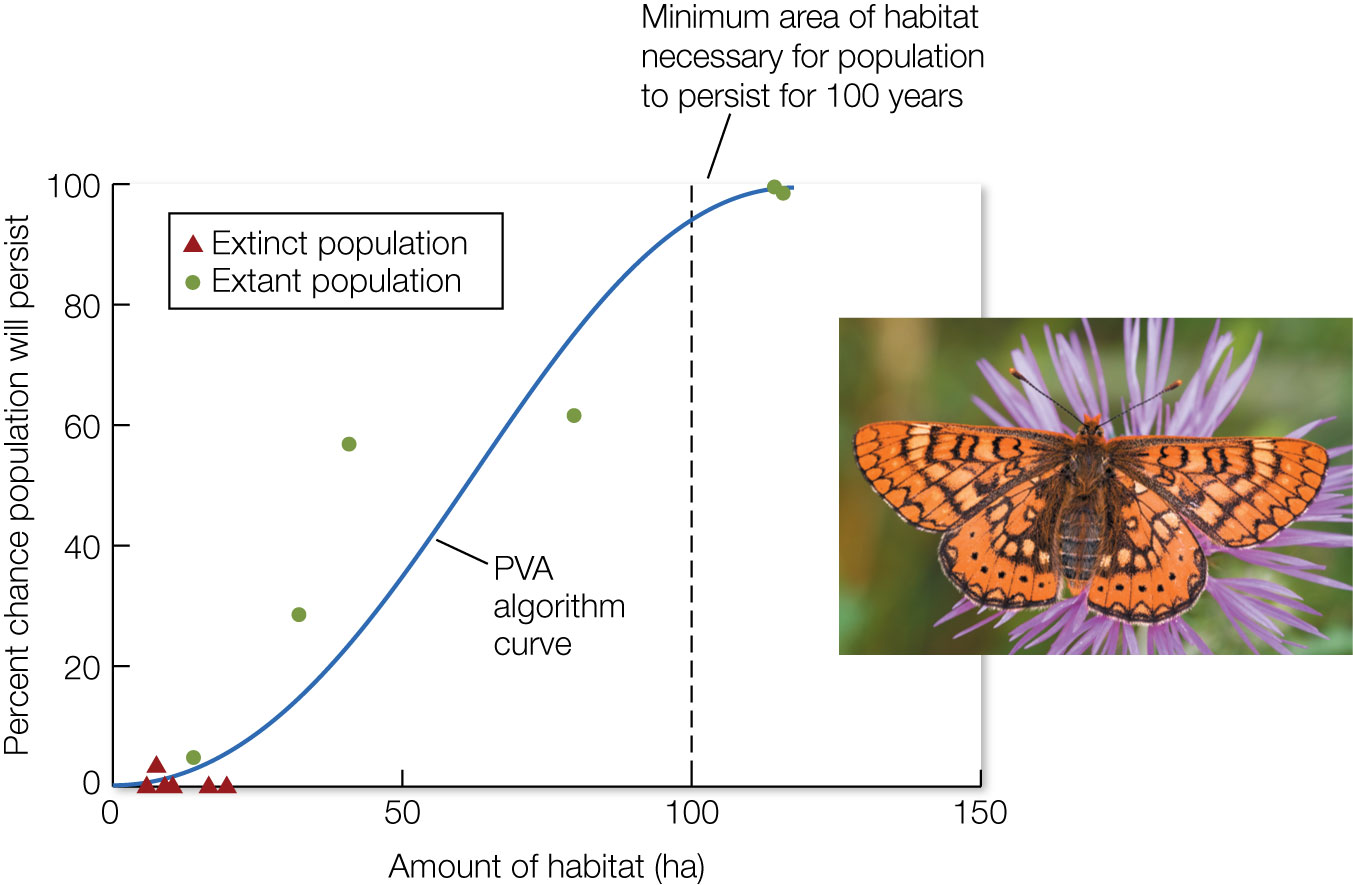 Minimum area of habitat
necessary for population
to persist for 100 years
Percent chance population will persist
100
80
60
40
20
0
Extinct population
Extant population
PVA
algorithm
curve
0
50
100
150
Amount of habitat (ha)